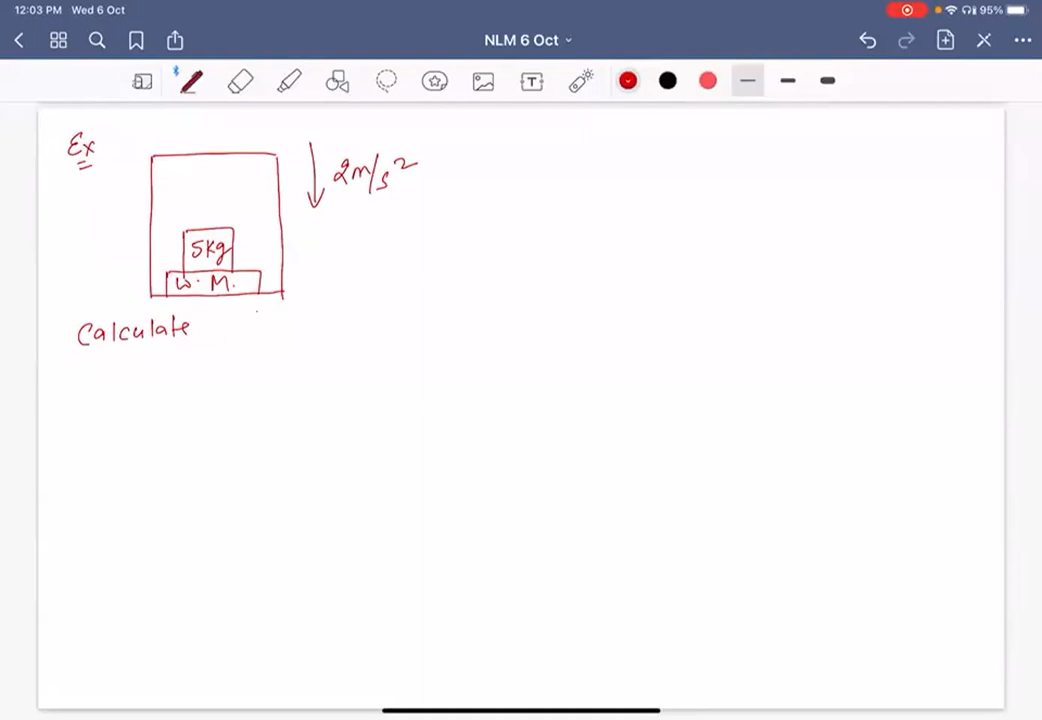 12:03 PM Wed 6 Oct
95%
NLM 6 Oct
T
Ex
2m/s²
5Kg
W. M.
Calculate